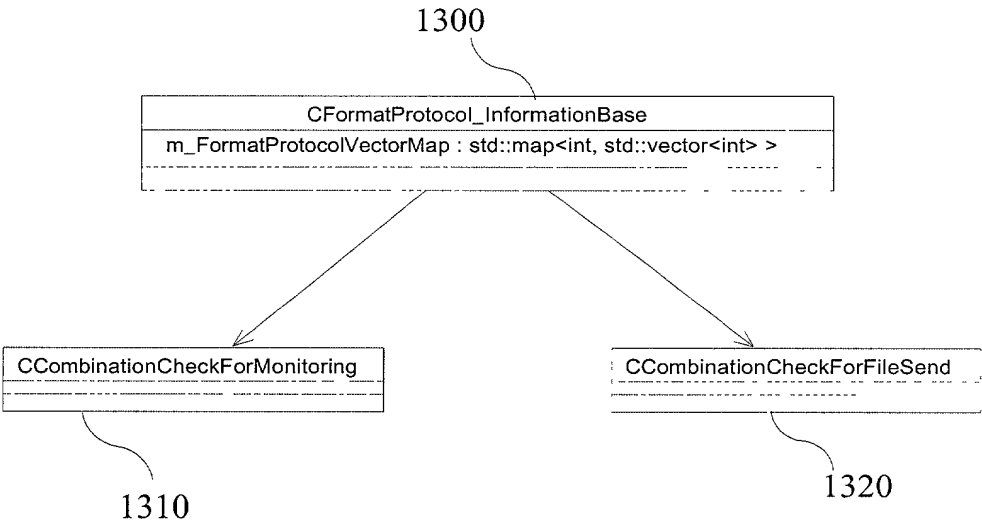 1300
CFormatProtocol_InformationBase
m_FormatProtocolVectorMap : std::map<int, std::vector<int> >
CCombinationCheckForMonitoring
CCombinationCheckForFileSend
1310
1320